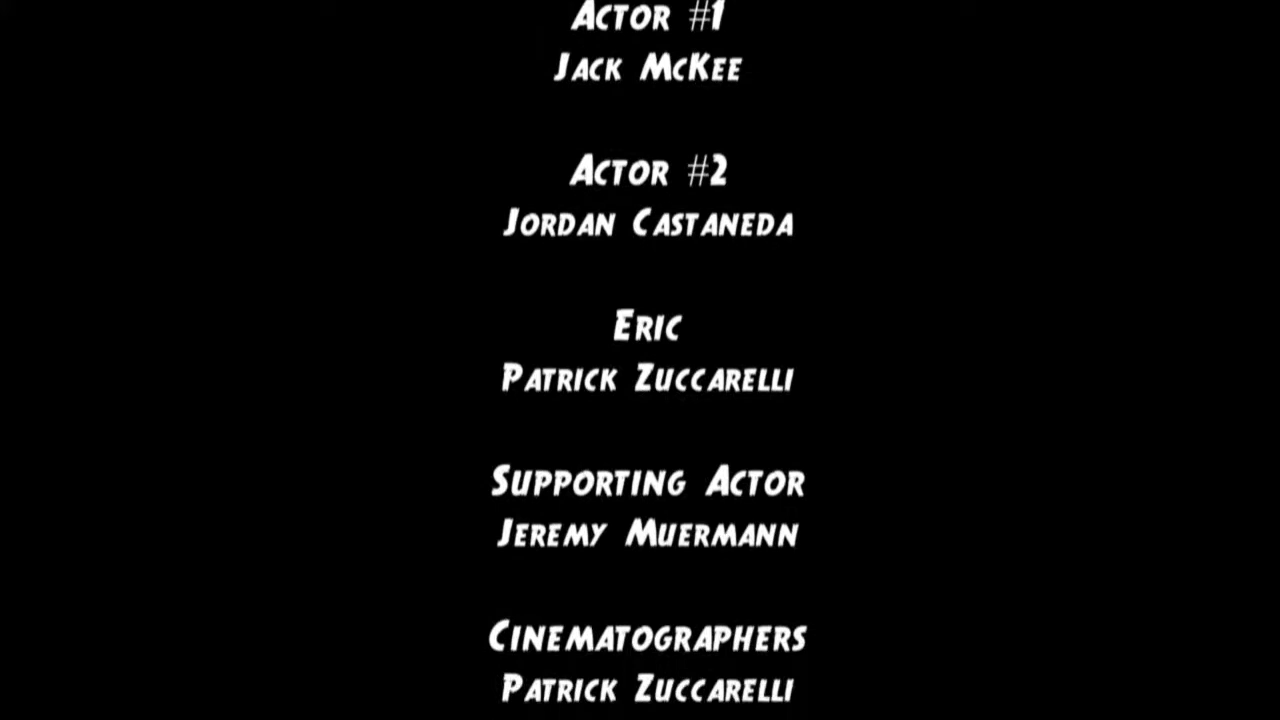 Actor #1
Jack McKee
Actor #2
Jordan Castaneda
Eric
Patrick Zuccarelli
Supporting Actor
Jeremy Muermann
Cinematographers
Patrick Zuccarelli